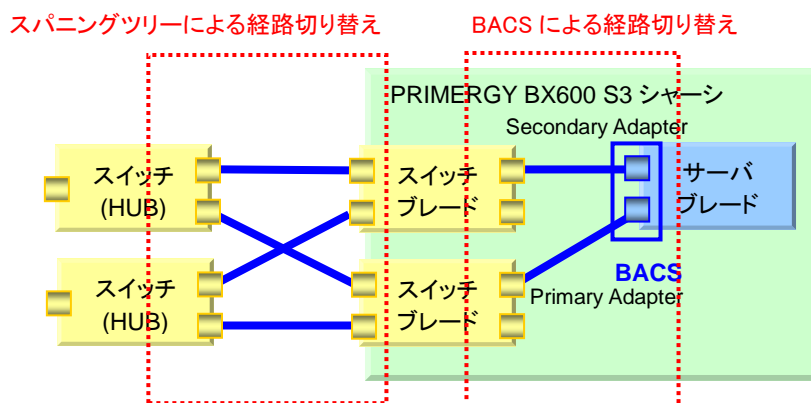 スパニングツリーによる経路切り替え
BACS による経路切り替え
PRIMERGY BX600 S3 シャーシ
Secondary Adapter
スイッチ
(HUB)
スイッチ
ブレード
サーバ
ブレード
BACS
Primary Adapter
スイッチ
(HUB)
スイッチ
ブレード